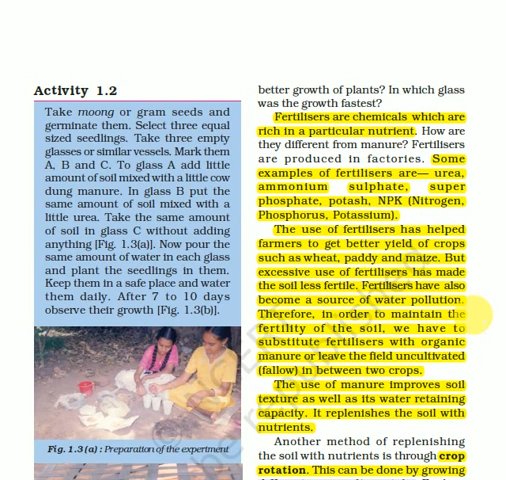 Activity 1.2
Take moong or gram seeds and
germinate them. Select three equal
sized seedlings. Take three empty
glasses or similar vessels. Mark them
A, B and C. To glass A add little
amount of soil mixed with a little cow
dung manure. In glass B put the
same amount of soil mixed with a
little urea. Take the same amount
of soil in glass C without adding
anything [Fig. 1.3(a)]. Now pour the
same amount of water in each glass
and plant the seedlings in them.
Keep them in a safe place and water
them daily. After 7 to 10 days
observe their growth [Fig. 1.3(b)].
Fig. 1.3 (a) : Preparation of the experiment
better growth of plants? In which glass
was the growth fastest?
Fertilisers are chemicals which are
rich in a particular nutrient. How are
they different from manure? Fertilisers
are produced in factories. Some
examples of fertilisers are— urea,
ammonium sulphate, super
phosphate, potash, NPK (Nitrogen,
Phosphorus, Potassium).
The use of fertilisers has helped
farmers to get better yield of crops
such as wheat, paddy and maize. But
excessive use of fertilisers has made
the soil less fertile. Fertilisers have also
become a source of water pollution.
Therefore, in order to maintain the
fertility of the soil, we have to
substitute fertilisers with organic
manure or leave the field uncultivated
(fallow) in between two crops.
The use of manure improves soil
texture as well as its water retaining
capacity. It replenishes the soil with
nutrients.
Another method of replenishing
the soil with nutrients is through crop
rotation. This can be done by growing